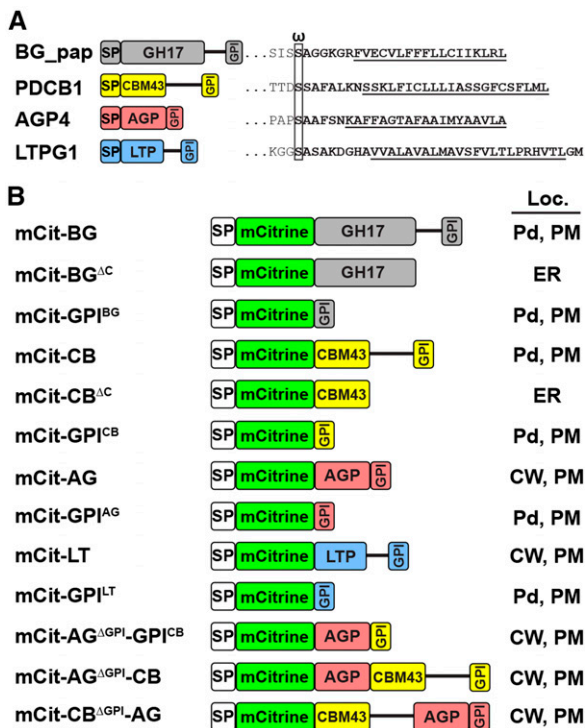 A
BG_pap SP GH17 GPI ...SISSAGGKGRFVECVLFFFLLCIIKLRL
ω
PDCB1 SP CBM43 GPI ...TTDSSAFALKNSSKLFICLLLIASSGFCSFLML
AGP4 SP AGP GPI ...PAPSAAFSNKAFFAGTAFAAIMYAAVLA
LTPG1 SP LTP GPI ...KGGSASAKDGHAVVALAVALMAVSFVLTLPRHVTLGM
B
Loc.
mCit-BG SP mCitrine GH17 GPI Pd, PM
mCit-BGΔC SP mCitrine GH17 ER
mCit-GPIBG SP mCitrine GPI Pd, PM
mCit-CB SP mCitrine CBM43 GPI Pd, PM
mCit-CBΔC SP mCitrine CBM43 ER
mCit-GPICB SP mCitrine GPI Pd, PM
mCit-AG SP mCitrine AGP GPI CW, PM
mCit-GPIAG SP mCitrine GPI Pd, PM
mCit-LT SP mCitrine LTP GPI CW, PM
mCit-GPILT SP mCitrine GPI Pd, PM
mCit-AGΔGPI-GPICB SP mCitrine AGP GPI CW, PM
mCit-AGΔGPI-CB SP mCitrine AGP CBM43 GPI CW, PM
mCit-CBΔGPI-AG SP mCitrine CBM43 AGP GPI CW, PM